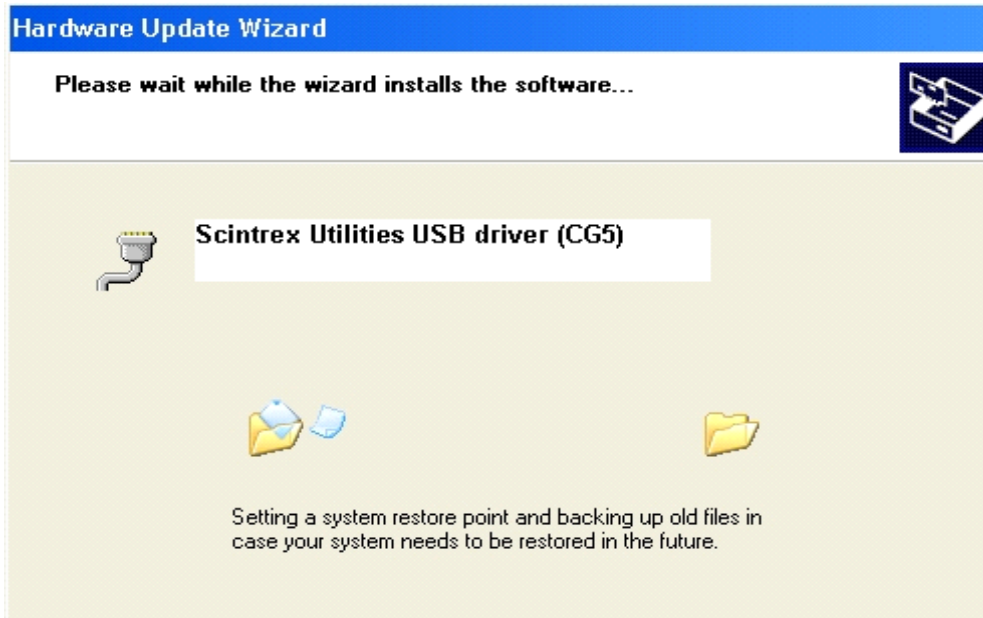 Hardware Update Wizard
Please wait while the wizard installs the software...
Scintrex Utilities USB driver (CG5)
Setting a system restore point and backing up old files in
case your system needs to be restored in the future.